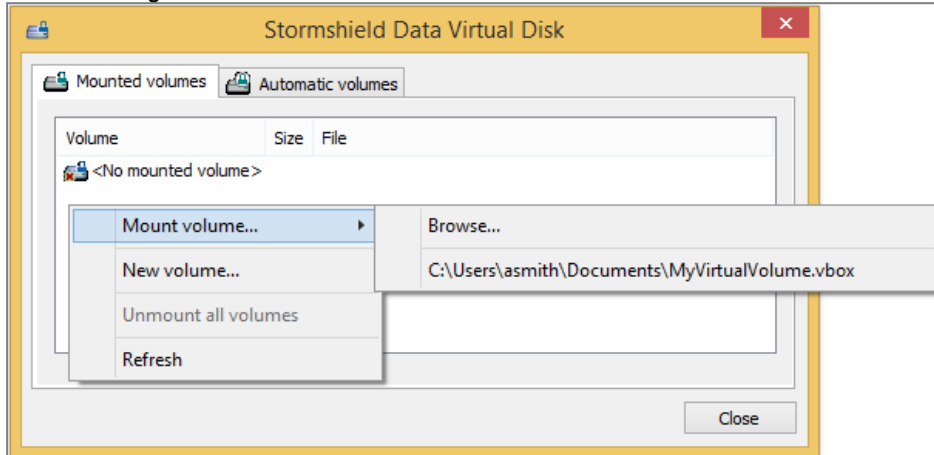 Stormshield Data Virtual Disk
Mounted volumes Automatic volumes
Volume Size File
<No mounted volume>
Mount volume... Browse...
New volume... C:\Users\asmith\Documents\MyVirtualVolume.vbox
Unmount all volumes
Refresh
Close